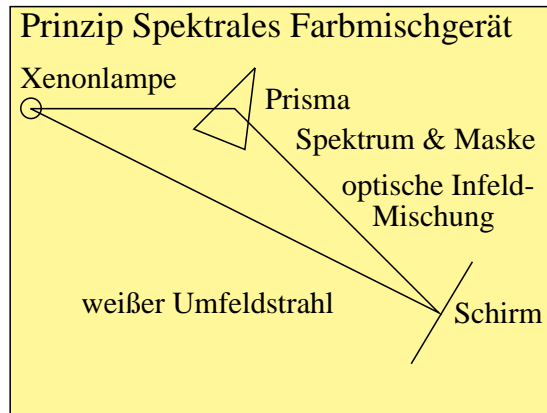 Prinzip Spektrales Farbmischgerät
Xenonlampe
Prisma
Spektrum & Maske
optische Infeld-
Mischung
weißer Umfeldstrahl
Schirm